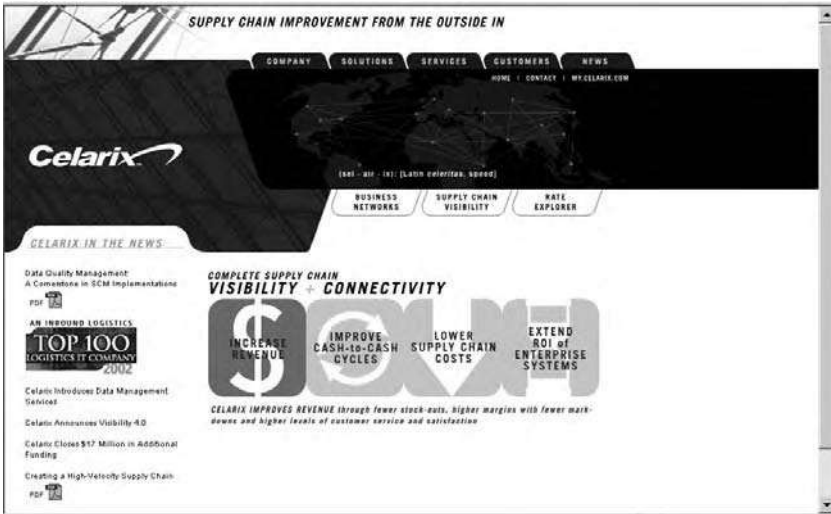 SUPPLY CHAIN IMPROVEMENT FROM THE OUTSIDE IN
COMPANY SOLUTIONS SERVICES CUSTOMERS NEWS
HOME | CONTACT | MY.CELARIX.COM
Celarix
(sel - air - ix): [Latin celeritas, speed]
BUSINESS NETWORKS
SUPPLY CHAIN VISIBILITY
RATE EXPLORER
CELARIX IN THE NEWS
Data Quality Management:
A Cornerstone in SCM Implementations
PDF
AN INBOUND LOGISTICS
TOP 100
LOGISTICS IT COMPANY
2002
Celarix Introduces Data Management
Services
Celarix Announces Visibility 4.0
Celarix Closes $17 Million in Additional
Funding
Creating a High-Velocity Supply Chain
PDF
COMPLETE SUPPLY CHAIN
VISIBILITY + CONNECTIVITY
INCREASE
REVENUE
IMPROVE
CASH-to-CASH
CYCLES
LOWER
SUPPLY CHAIN
COSTS
EXTEND
ROI of
ENTERPRISE
SYSTEMS
CELARIX IMPROVES REVENUE through fewer stock-outs, higher margins with fewer mark-
downs and higher levels of customer service and satisfaction